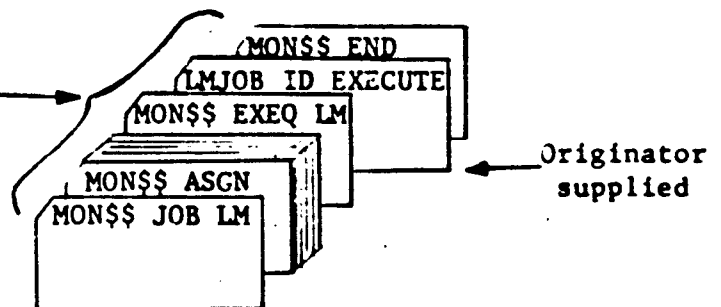 MON$$ END
LMJOB ID EXECUTE
MON$$ EXEQ LM
MON$$ ASGN
MON$$ JOB LM
Originator
supplied